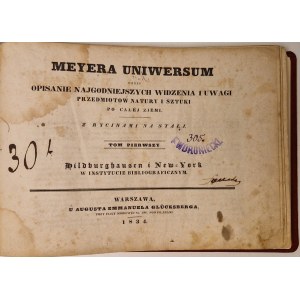 MEYERA UNIWERSUM
OPISANIE NAJGODNIEJSZYCH WIDZENIA I UWAGI
PRZEDMIOTÓW NATURY I SZTUKI
PO CAŁEJ ZIEMI.
Z RYCINAMI NA STALI.
TOM PIERWSZY
30
305
Hildburghausen i New-York
W INSTYTUCIE BIBLIOGRAFICZNYM.
WARSZAWA,
U AUGUSTA EMMANUELA GLÜCKSBERGA,
1834.